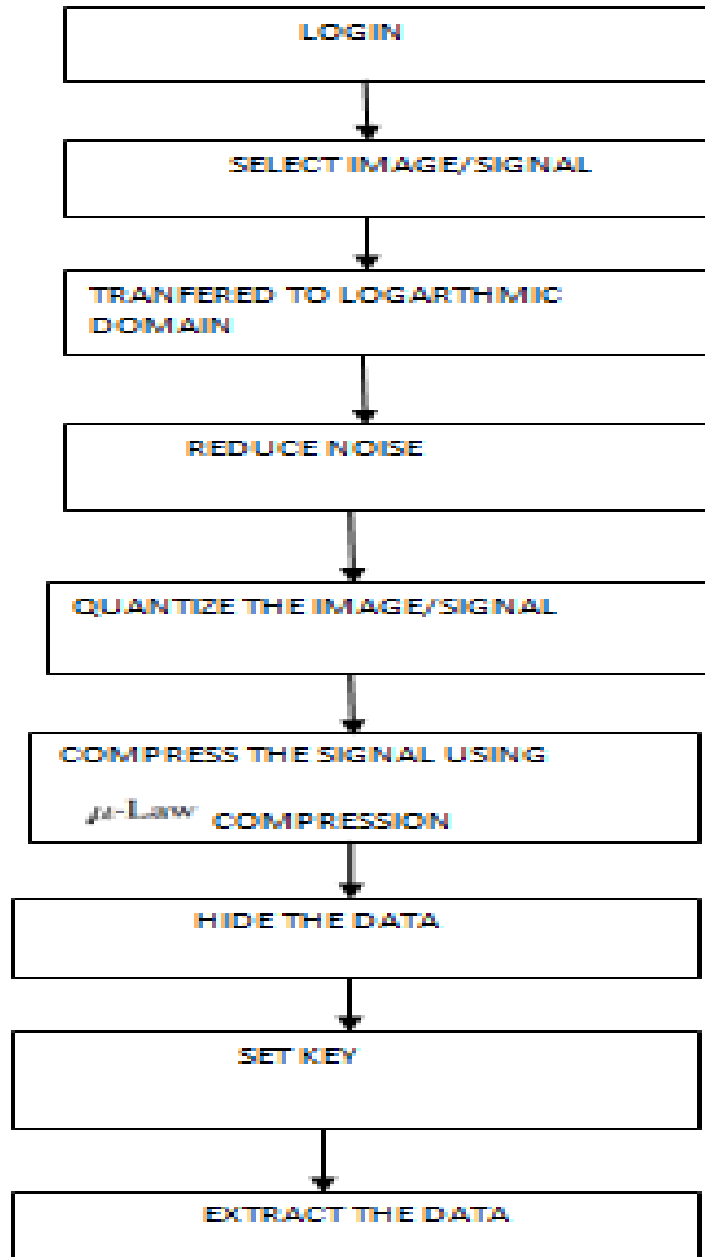 LOGIN
SELECT IMAGE/SIGNAL
TRANFERED TO LOGARTHMIC
DOMAIN
REDUCE NOISE
QUANTIZE THE IMAGE/SIGNAL
COMPRESS THE SIGNAL USING
μ-Law COMPRESSION
HIDE THE DATA
SET KEY
EXTRACT THE DATA